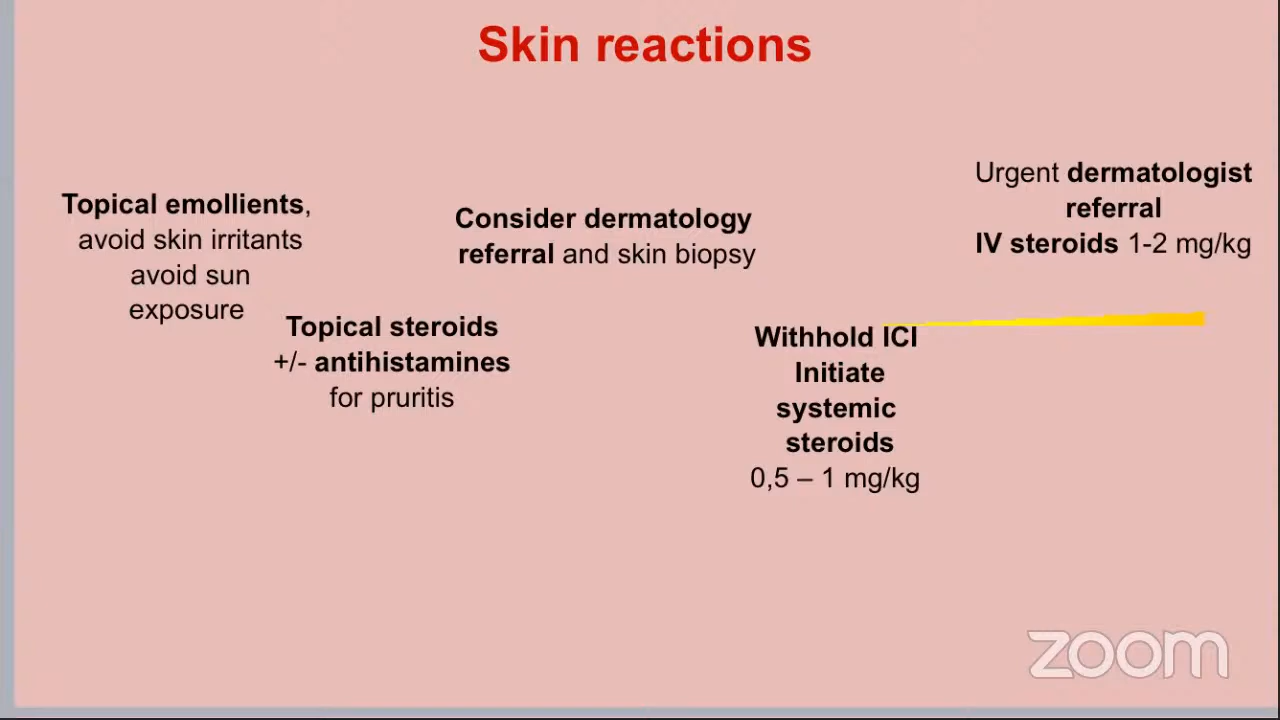 Skin reactions
Topical emollients,
avoid skin irritants
avoid sun
exposure
Topical steroids
+/- antihistamines
for pruritis
Consider dermatology
referral and skin biopsy
Withhold ICI
Initiate
systemic
steroids
0,5 – 1 mg/kg
Urgent dermatologist
referral
IV steroids 1-2 mg/kg
zoom